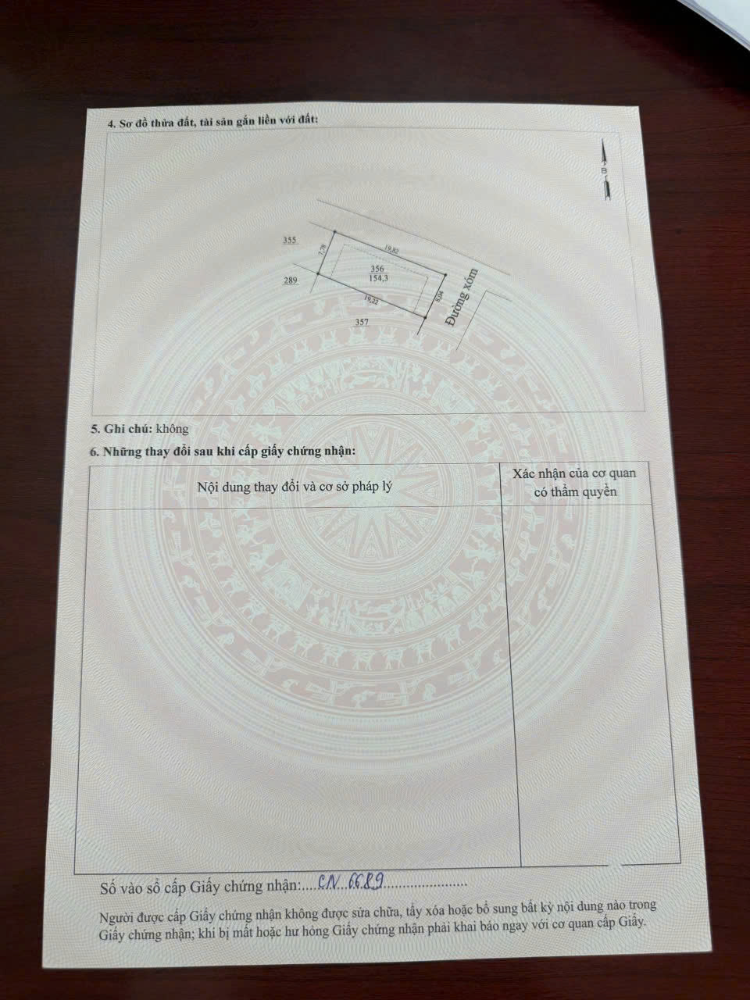 4. Sơ đồ thửa đất, tài sản gắn liền với đất:
B
355
7,78
19,82
356
154,3
289
19,22
8,04
Đường xóm
357
5. Ghi chú: không
6. Những thay đổi sau khi cấp giấy chứng nhận:
Nội dung thay đổi và cơ sở pháp lý
Xác nhận của cơ quan
có thẩm quyền
Số vào sổ cấp Giấy chứng nhận:....CN 6689....................
Người được cấp Giấy chứng nhận không được sửa chữa, tẩy xóa hoặc bổ sung bất kỳ nội dung nào trong
Giấy chứng nhận; khi bị mất hoặc hư hỏng Giấy chứng nhận phải khai báo ngay với cơ quan cấp Giấy.